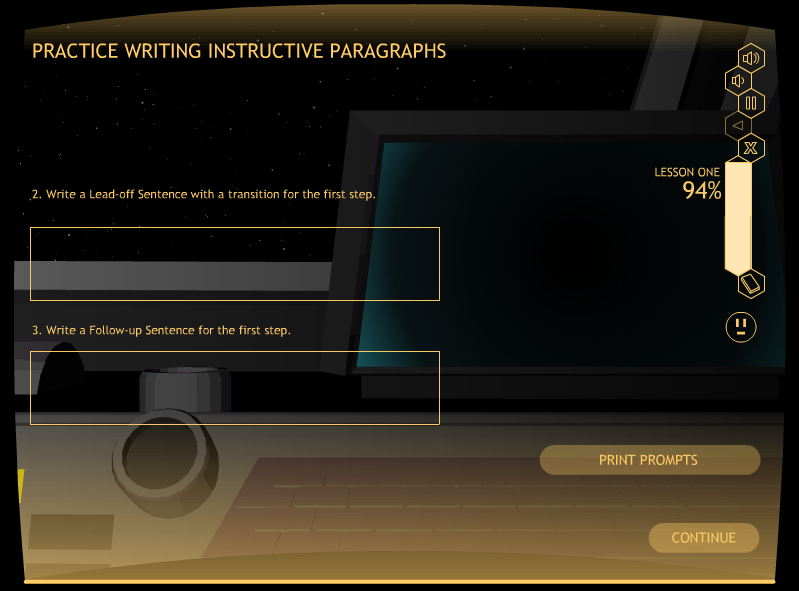 PRACTICE WRITING INSTRUCTIVE PARAGRAPHS
2. Write a Lead-off Sentence with a transition for the first step.
LESSON ONE
94%
3. Write a Follow-up Sentence for the first step.
PRINT PROMPTS
CONTINUE